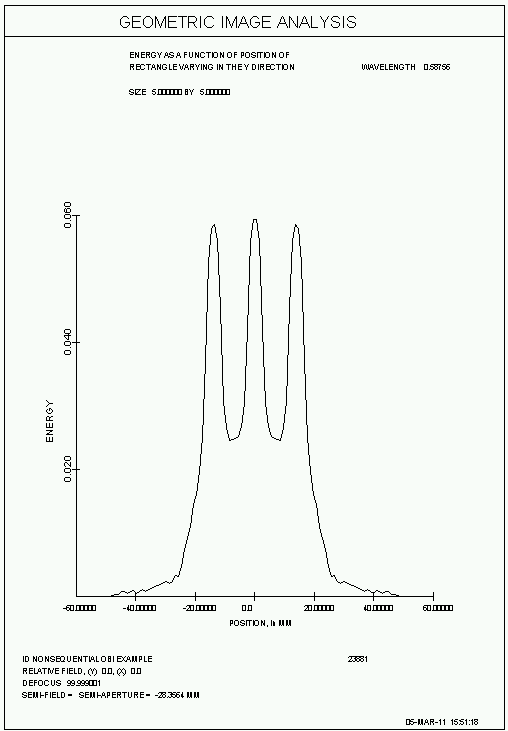 GEOMETRIC IMAGE ANALYSIS
ENERGY AS A FUNCTION OF POSITION OF
RECTANGLE VARYING IN THE Y DIRECTION WAVELENGTH 0.58756
SIZE 5.000000 BY 5.000000
0.060
0.040
0.020
ENERGY
-60.00000 -40.00000 -20.00000 0.0 20.00000 40.00000 60.00000
POSITION, In MM
ID NONSEQUENTIAL OBI EXAMPLE 23881
RELATIVE FIELD, (Y) 0.0, (X) 0.0
DEFOCUS 99.999001
SEMI-FIELD = SEMI-APERTURE = -28.3564 MM
05-MAR-11 15:51:18